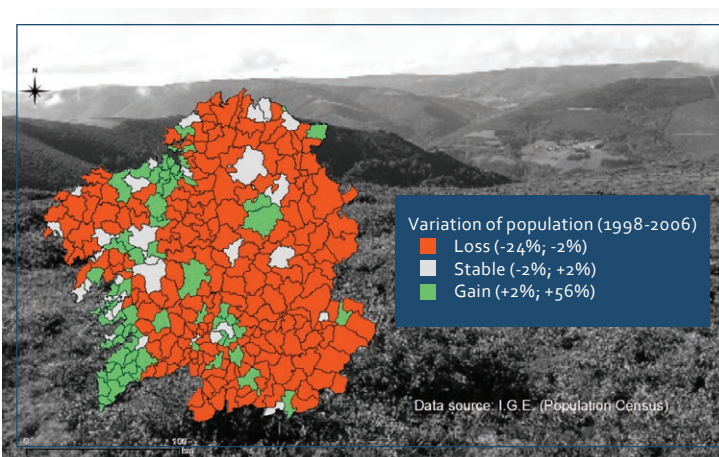 N
Variation of population (1998-2006)
Loss (-24%; -2%)
Stable (-2%; +2%)
Gain (+2%; +56%)
Data source: I.G.E. (Population Census)
0 100
km